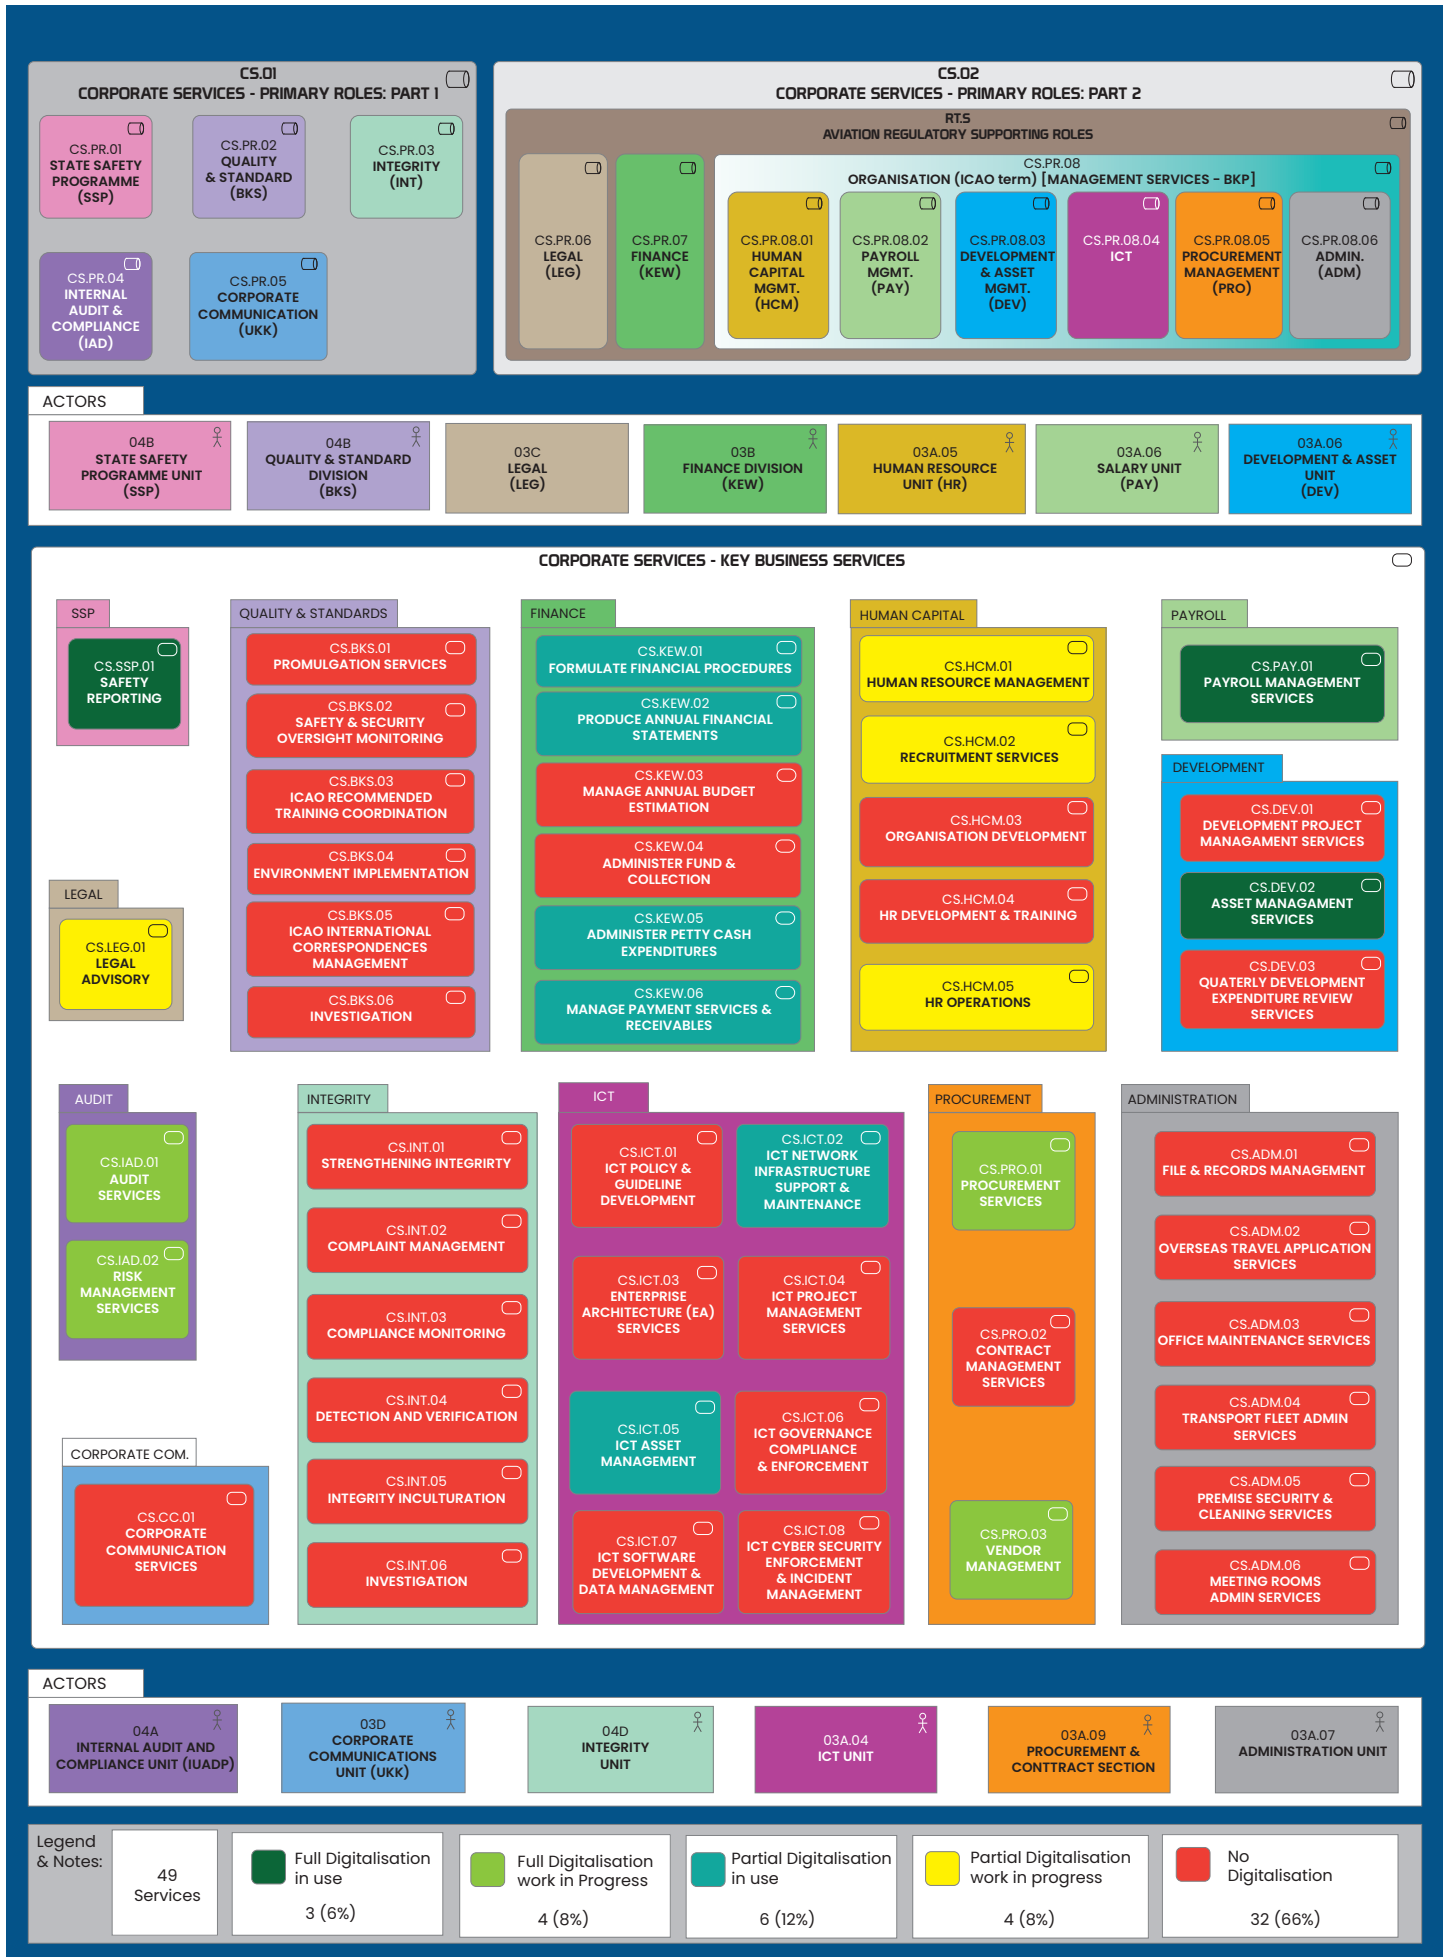 CS.01
CORPORATE SERVICES - PRIMARY ROLES: PART 1
CS.PR.01
STATE SAFETY
PROGRAMME
(SSP)
CS.PR.02
QUALITY
& STANDARD
(BKS)
CS.PR.03
INTEGRITY
(INT)
CS.PR.04
INTERNAL
AUDIT &
COMPLIANCE
(IAD)
CS.PR.05
CORPORATE
COMMUNICATION
(UKK)
CS.02
CORPORATE SERVICES - PRIMARY ROLES: PART 2
RT.S
AVIATION REGULATORY SUPPORTING ROLES
CS.PR.06
LEGAL
(LEG)
CS.PR.07
FINANCE
(KEW)
CS.PR.08
ORGANISATION (ICAO term) [MANAGEMENT SERVICES - BKP]
CS.PR.08.01
HUMAN
CAPITAL
MGMT.
(HCM)
CS.PR.08.02
PAYROLL
MGMT.
(PAY)
CS.PR.08.03
DEVELOPMENT
& ASSET
MGMT.
(DEV)
CS.PR.08.04
ICT
CS.PR.08.05
PROCUREMENT
MANAGEMENT
(PRO)
CS.PR.08.06
ADMIN.
(ADM)
ACTORS
04B
STATE SAFETY
PROGRAMME UNIT
(SSP)
04B
QUALITY & STANDARD
DIVISION
(BKS)
03C
LEGAL
(LEG)
03B
FINANCE DIVISION
(KEW)
03A.05
HUMAN RESOURCE
UNIT (HR)
03A.06
SALARY UNIT
(PAY)
03A.06
DEVELOPMENT & ASSET
UNIT
(DEV)
CORPORATE SERVICES - KEY BUSINESS SERVICES
SSP
CS.SSP.01
SAFETY
REPORTING
LEGAL
CS.LEG.01
LEGAL
ADVISORY
QUALITY & STANDARDS
CS.BKS.01
PROMULGATION SERVICES
CS.BKS.02
SAFETY & SECURITY
OVERSIGHT MONITORING
CS.BKS.03
ICAO RECOMMENDED
TRAINING COORDINATION
CS.BKS.04
ENVIRONMENT IMPLEMENTATION
CS.BKS.05
ICAO INTERNATIONAL
CORRESPONDENCES
MANAGEMENT
CS.BKS.06
INVESTIGATION
FINANCE
CS.KEW.01
FORMULATE FINANCIAL PROCEDURES
CS.KEW.02
PRODUCE ANNUAL FINANCIAL
STATEMENTS
CS.KEW.03
MANAGE ANNUAL BUDGET
ESTIMATION
CS.KEW.04
ADMINISTER FUND &
COLLECTION
CS.KEW.05
ADMINISTER PETTY CASH
EXPENDITURES
CS.KEW.06
MANAGE PAYMENT SERVICES &
RECEIVABLES
HUMAN CAPITAL
CS.HCM.01
HUMAN RESOURCE MANAGEMENT
CS.HCM.02
RECRUITMENT SERVICES
CS.HCM.03
ORGANISATION DEVELOPMENT
CS.HCM.04
HR DEVELOPMENT & TRAINING
CS.HCM.05
HR OPERATIONS
PAYROLL
CS.PAY.01
PAYROLL MANAGEMENT
SERVICES
DEVELOPMENT
CS.DEV.01
DEVELOPMENT PROJECT
MANAGAMENT SERVICES
CS.DEV.02
ASSET MANAGAMENT
SERVICES
CS.DEV.03
QUATERLY DEVELOPMENT
EXPENDITURE REVIEW
SERVICES
AUDIT
CS.IAD.01
AUDIT
SERVICES
CS.IAD.02
RISK
MANAGEMENT
SERVICES
CORPORATE COM.
CS.CC.01
CORPORATE
COMMUNICATION
SERVICES
INTEGRITY
CS.INT.01
STRENGTHENING INTEGRIRTY
CS.INT.02
COMPLAINT MANAGEMENT
CS.INT.03
COMPLIANCE MONITORING
CS.INT.04
DETECTION AND VERIFICATION
CS.INT.05
INTEGRITY INCULTURATION
CS.INT.06
INVESTIGATION
ICT
CS.ICT.01
ICT POLICY &
GUIDELINE
DEVELOPMENT
CS.ICT.02
ICT NETWORK
INFRASTRUCTURE
SUPPORT &
MAINTENANCE
CS.ICT.03
ENTERPRISE
ARCHITECTURE (EA)
SERVICES
CS.ICT.04
ICT PROJECT
MANAGEMENT
SERVICES
CS.ICT.05
ICT ASSET
MANAGEMENT
CS.ICT.06
ICT GOVERNANCE
COMPLIANCE
& ENFORCEMENT
CS.ICT.07
ICT SOFTWARE
DEVELOPMENT &
DATA MANAGEMENT
CS.ICT.08
ICT CYBER SECURITY
ENFORCEMENT
& INCIDENT
MANAGEMENT
PROCUREMENT
CS.PRO.01
PROCUREMENT
SERVICES
CS.PRO.02
CONTRACT
MANAGEMENT
SERVICES
CS.PRO.03
VENDOR
MANAGEMENT
ADMINISTRATION
CS.ADM.01
FILE & RECORDS MANAGEMENT
CS.ADM.02
OVERSEAS TRAVEL APPLICATION
SERVICES
CS.ADM.03
OFFICE MAINTENANCE SERVICES
CS.ADM.04
TRANSPORT FLEET ADMIN
SERVICES
CS.ADM.05
PREMISE SECURITY &
CLEANING SERVICES
CS.ADM.06
MEETING ROOMS
ADMIN SERVICES
ACTORS
04A
INTERNAL AUDIT AND
COMPLIANCE UNIT (IUADP)
03D
CORPORATE
COMMUNICATIONS
UNIT (UKK)
04D
INTEGRITY
UNIT
03A.04
ICT UNIT
03A.09
PROCUREMENT &
CONTTRACT SECTION
03A.07
ADMINISTRATION UNIT
Legend
& Notes:
49
Services
Full Digitalisation
in use
3 (6%)
Full Digitalisation
work in Progress
4 (8%)
Partial Digitalisation
in use
6 (12%)
Partial Digitalisation
work in progress
4 (8%)
No
Digitalisation
32 (66%)